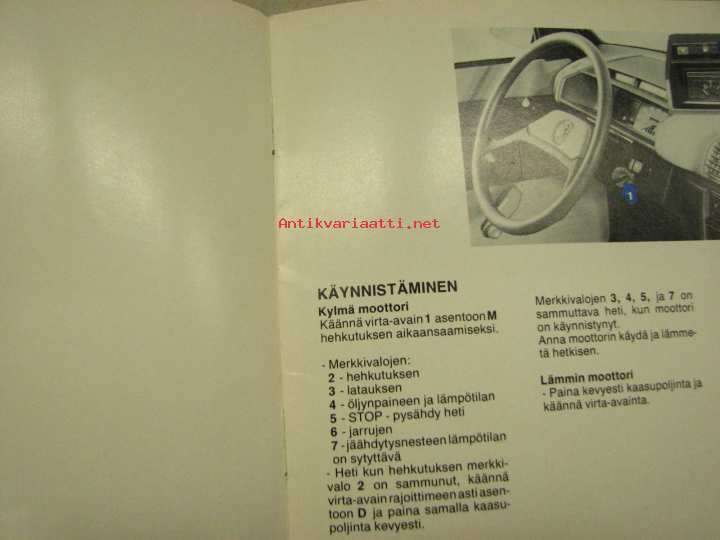 1
Antikvariaatti.net
KÄYNNISTÄMINEN
Kylmä moottori
Käännä virta-avain 1 asentoon M
hehkutuksen aikaansaamiseksi.
- Merkkivalojen:
2 - hehkutuksen
3 - latauksen
4 - öljynpaineen ja lämpötilan
5 - STOP - pysähdy heti
6 - jarrujen
7 - jäähdytysnesteen lämpötilan
on sytyttävä
- Heti kun hehkutuksen merkki-
valo 2 on sammunut, käännä
virta-avain rajoittimeen asti asen-
toon D ja paina samalla kaasu-
poljinta kevyesti.
Merkkivalojen 3, 4, 5, ja 7 on
sammuttava heti, kun moottori
on käynnistynyt.
Anna moottorin käydä ja lämme-
tä hetkisen.
Lämmin moottori
- Paina kevyesti kaasupoljinta ja
käännä virta-avainta.